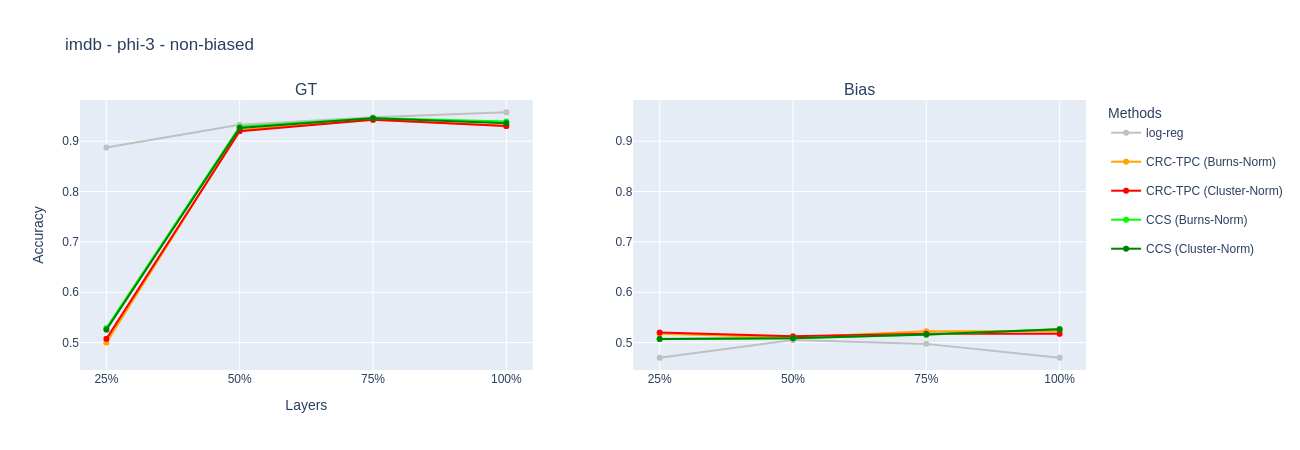 imdb - phi-3 - non-biased
GT
Bias
Methods
log-reg
CRC-TPC (Burns-Norm)
CRC-TPC (Cluster-Norm)
CCS (Burns-Norm)
CCS (Cluster-Norm)
Accuracy
0.9
0.8
0.7
0.6
0.5
25%
50%
75%
100%
Layers
0.9
0.8
0.7
0.6
0.5
25%
50%
75%
100%